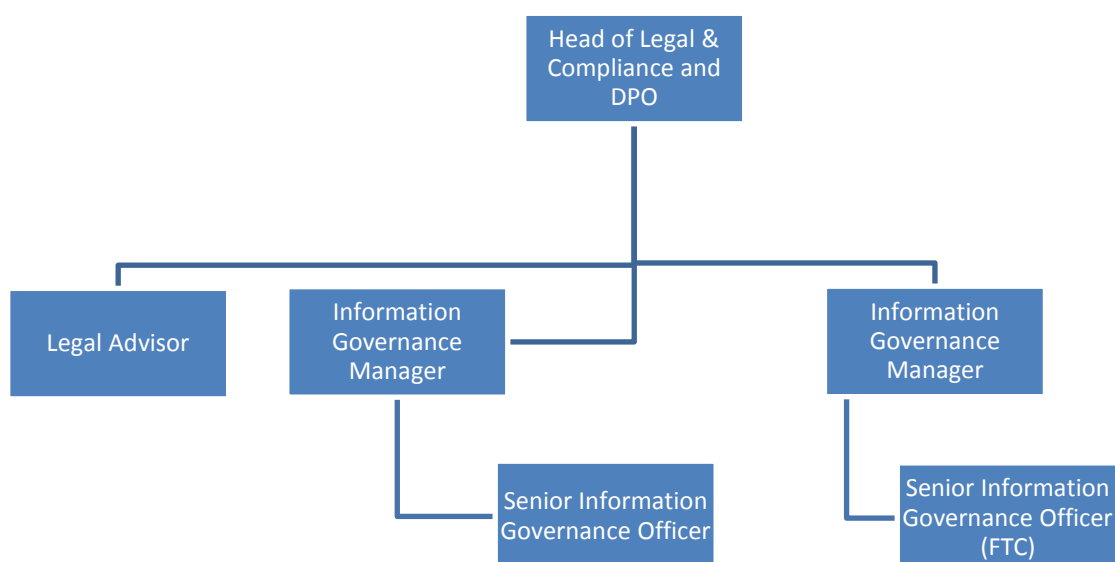 Head of Legal &
Compliance and
DPO
Legal Advisor
Information
Governance
Manager
Information
Governance
Manager
Senior Information
Governance Officer
Senior Information
Governance Officer
(FTC)